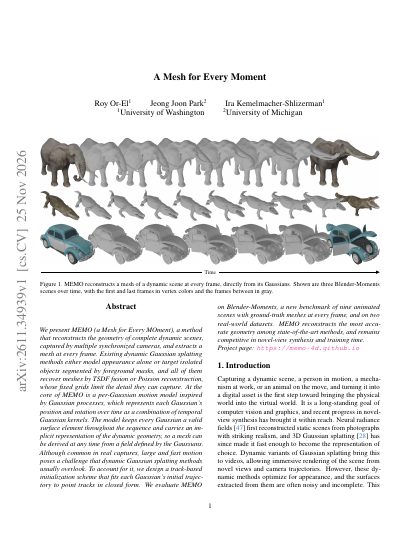 A Mesh for Every Moment
Roy Or-El¹ Jeong Joon Park² Ira Kemelmacher-Shlizerman¹
¹University of Washington ²University of Michigan
arXiv:2611.34939v1 [cs.CV] 25 Nov 2026
Time
Figure 1. MEMO reconstructs a mesh of a dynamic scene at every frame, directly from its Gaussians. Shown are three Blender-Moments
scenes over time, with the first and last frames in vertex colors and the frames between in gray.
Abstract
We present MEMO (a Mesh for Every MOment), a method
that reconstructs the geometry of complete dynamic scenes,
captured by multiple synchronized cameras, and extract a
mesh at every frame. Existing dynamic Gaussian splatting
methods either model appearance alone or target isolated
objects segmented by foreground masks, and all of
them recover meshes by TSDF fusion or Poisson reconstruction,
whose fixed grids limit the detail they can capture. At the
core of MEMO is a per-Gaussian motion model inspired
by Gaussian processes, which represents each Gaussian's
position and rotation over time as a combination of temporal
Gaussian kernels. The model keeps every Gaussian a valid
surface element throughout the sequence and carries an im-
plicit representation of the dynamic geometry, so a mesh can
be derived at any time from a field defined by the Gaussians.
Although common in real captures, large and fast motion
poses a challenge that dynamic Gaussian splatting methods
usually overlook. To account for it, we design a track-based
initialization scheme that fits each Gaussian's initial trajec-
tory to point tracks in closed form. We evaluate MEMO
on Blender-Moments, a new benchmark of nine animated
scenes with ground-truth meshes at every frame, and on two
real-world datasets. MEMO reconstructs the most accu-
rate geometry among state-of-the-art methods, and remains
competitive in novel-view synthesis and training time.
Project page: https://memo-4d.github.io
1. Introduction
Capturing a dynamic scene, a person in motion, a mecha-
nism at work, or an animal on the move, and turning it into
a digital asset is the first step toward bringing the physical
world into the virtual world. It is a long-standing goal of
computer vision and graphics, and recent progress in novel-
view synthesis has brought it within reach. Neural radiance
fields [47] first reconstructed static scenes from photographs
with striking realism, and 3D Gaussian splatting [28] has
since made it fast enough to become the representation of
choice. Dynamic variants of Gaussian splatting bring this
to videos, allowing immersive rendering of the scene from
novel views and camera trajectories. However, these dy-
namic methods optimize for appearance, and the surfaces
extracted from them are often noisy and incomplete. This
1